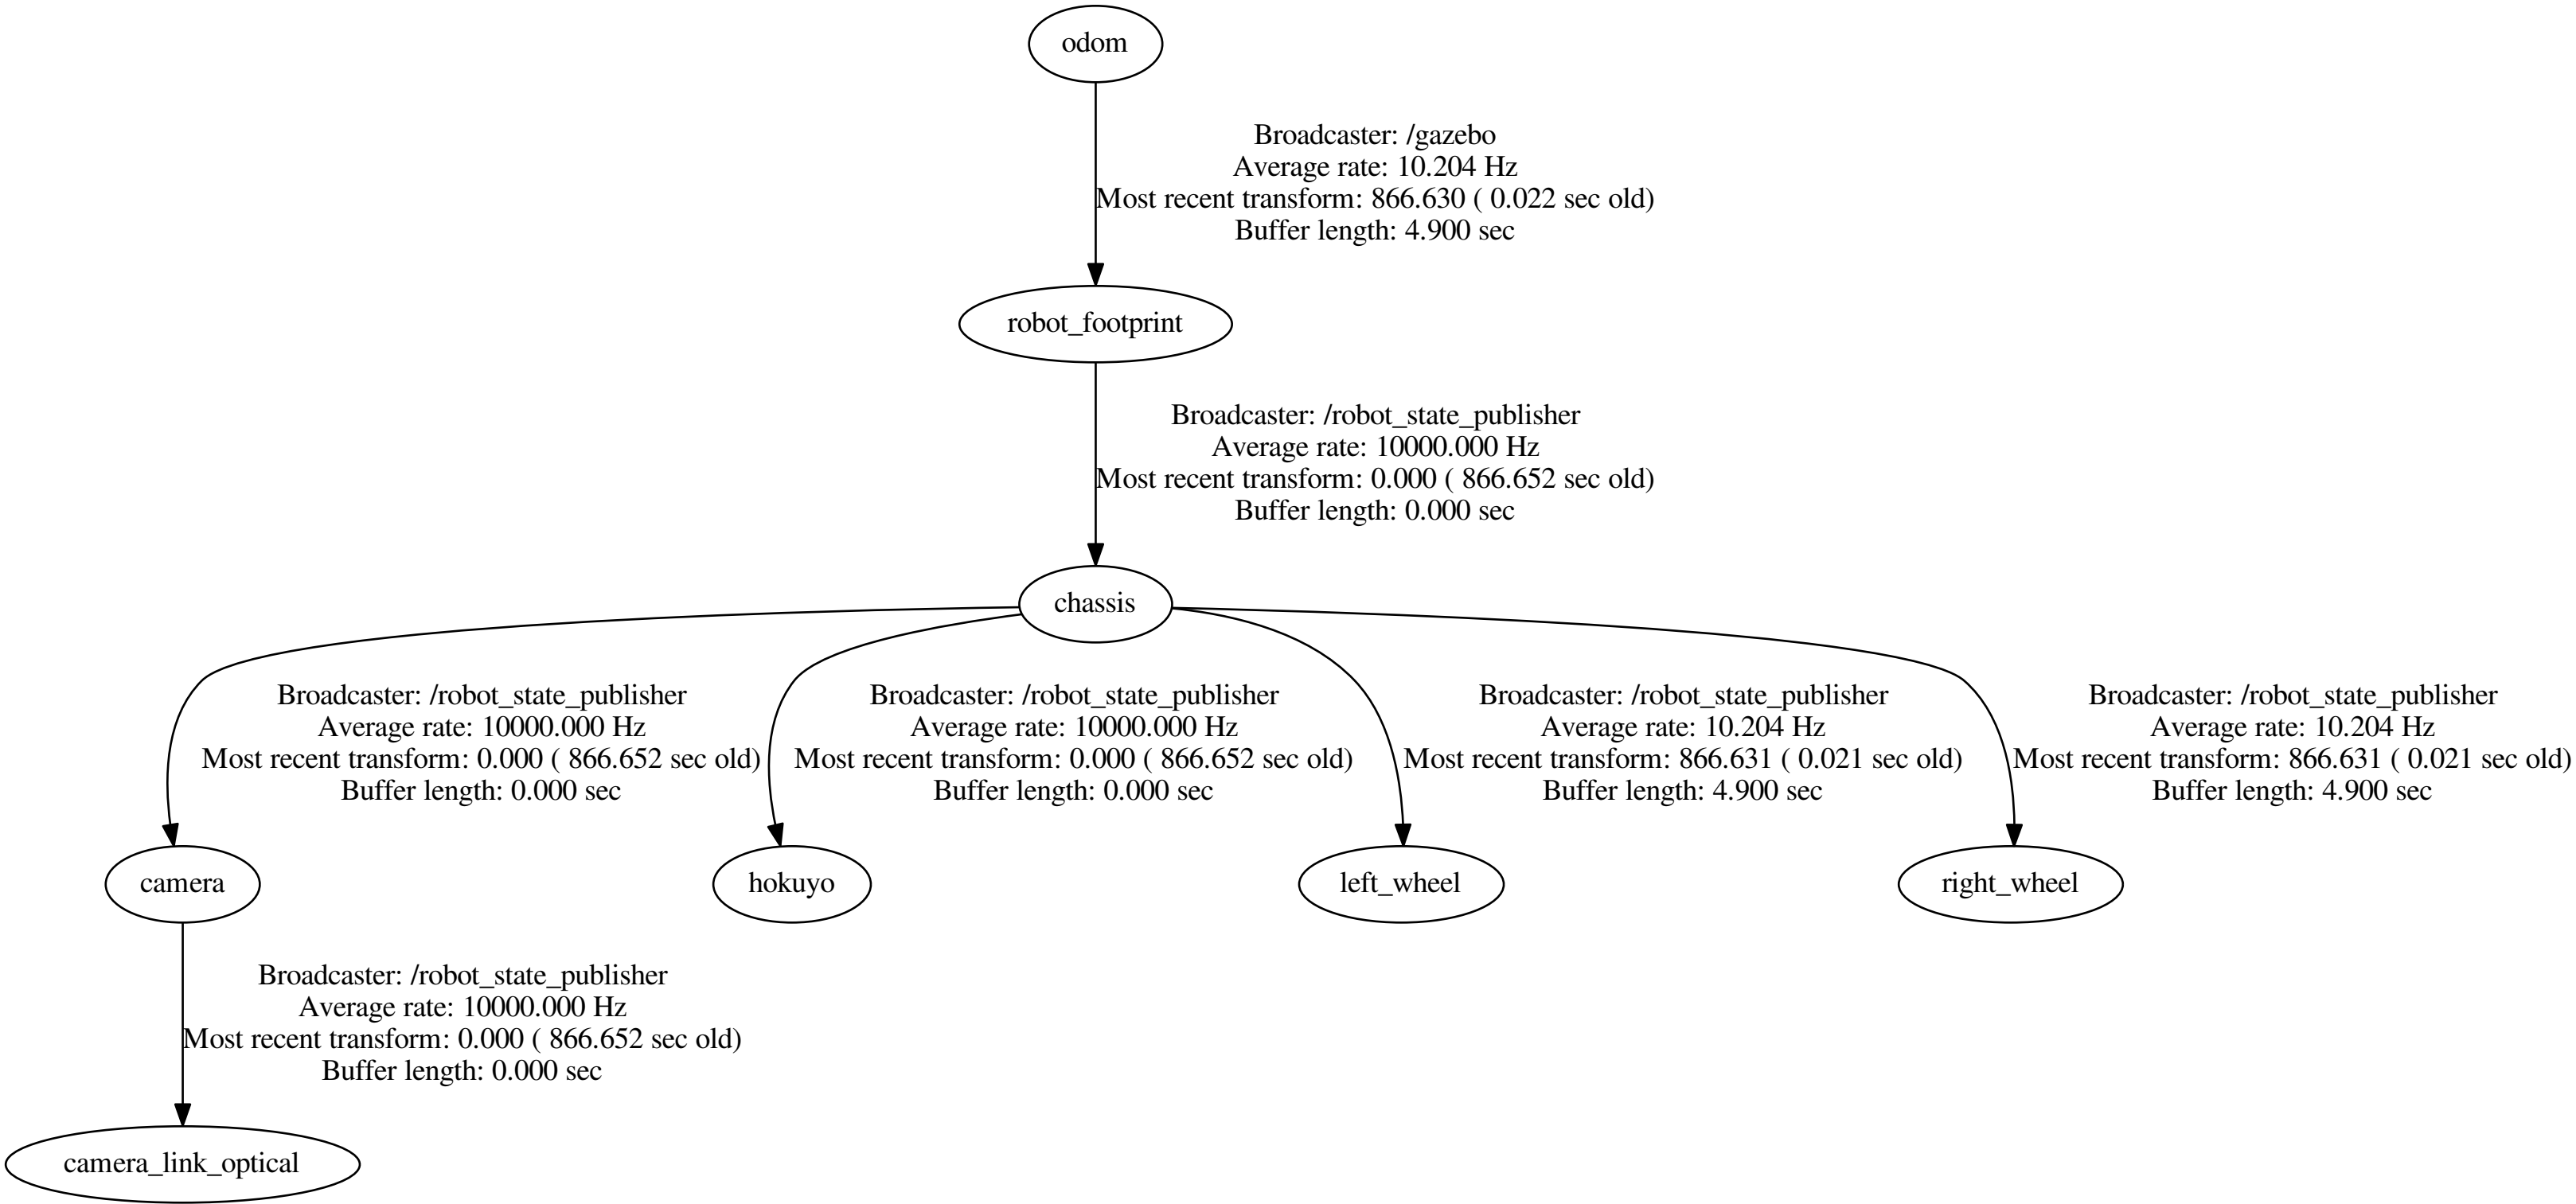 odom
Broadcaster: /gazebo
Average rate: 10.204 Hz
Most recent transform: 866.630 ( 0.022 sec old)
Buffer length: 4.900 sec
robot_footprint
Broadcaster: /robot_state_publisher
Average rate: 10000.000 Hz
Most recent transform: 0.000 ( 866.652 sec old)
Buffer length: 0.000 sec
chassis
Broadcaster: /robot_state_publisher
Average rate: 10000.000 Hz
Most recent transform: 0.000 ( 866.652 sec old)
Buffer length: 0.000 sec
Broadcaster: /robot_state_publisher
Average rate: 10000.000 Hz
Most recent transform: 0.000 ( 866.652 sec old)
Buffer length: 0.000 sec
Broadcaster: /robot_state_publisher
Average rate: 10.204 Hz
Most recent transform: 866.631 ( 0.021 sec old)
Buffer length: 4.900 sec
Broadcaster: /robot_state_publisher
Average rate: 10.204 Hz
Most recent transform: 866.631 ( 0.021 sec old)
Buffer length: 4.900 sec
camera
hokuyo
left_wheel
right_wheel
Broadcaster: /robot_state_publisher
Average rate: 10000.000 Hz
Most recent transform: 0.000 ( 866.652 sec old)
Buffer length: 0.000 sec
camera_link_optical